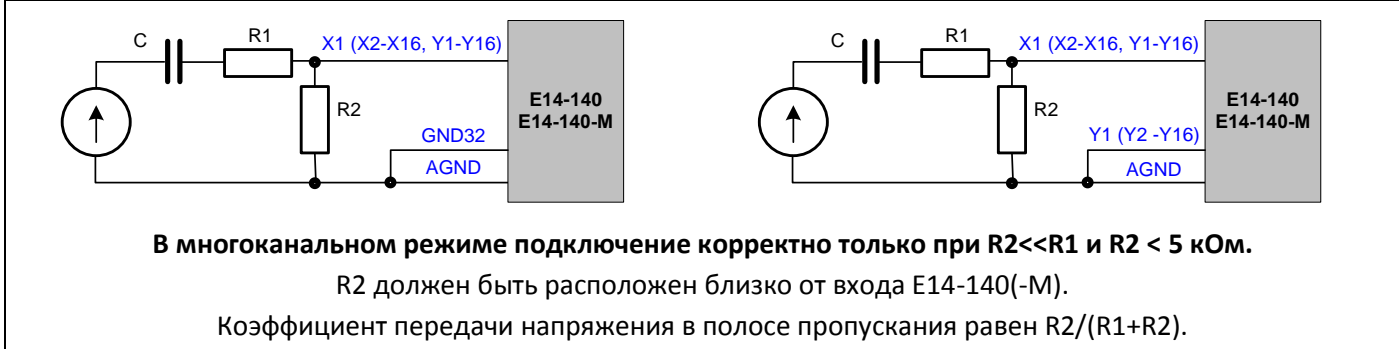 C R1 X1 (X2-X16, Y1-Y16)
R2
E14-140
E14-140-M
GND32
AGND
C R1 X1 (X2-X16, Y1-Y16)
R2
E14-140
E14-140-M
Y1 (Y2 -Y16)
AGND
В многоканальном режиме подключение корректно только при R2<<R1 и R2 < 5 кОм.
R2 должен быть расположен близко от входа E14-140(-M).
Коэффициент передачи напряжения в полосе пропускания равен R2/(R1+R2).